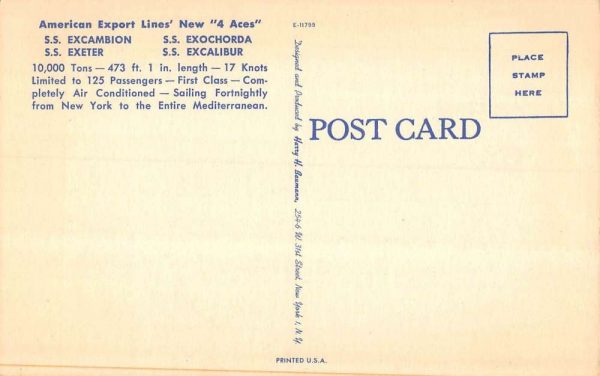 American Export Lines' New "4 Aces"
S.S. EXCAMBION S.S. EXOCHORDA
S.S. EXETER S.S. EXCALIBUR
10,000 Tons — 473 ft. 1 in. length — 17 Knots
Limited to 125 Passengers — First Class — Com-
pletely Air Conditioned — Sailing Fortnightly
from New York to the Entire Mediterranean.
E-11799
Designed and Produced by Harry H. Baumann, 254-6 W. 31st Street, New York 1, N.Y.
POST CARD
PLACE
STAMP
HERE
PRINTED U.S.A.